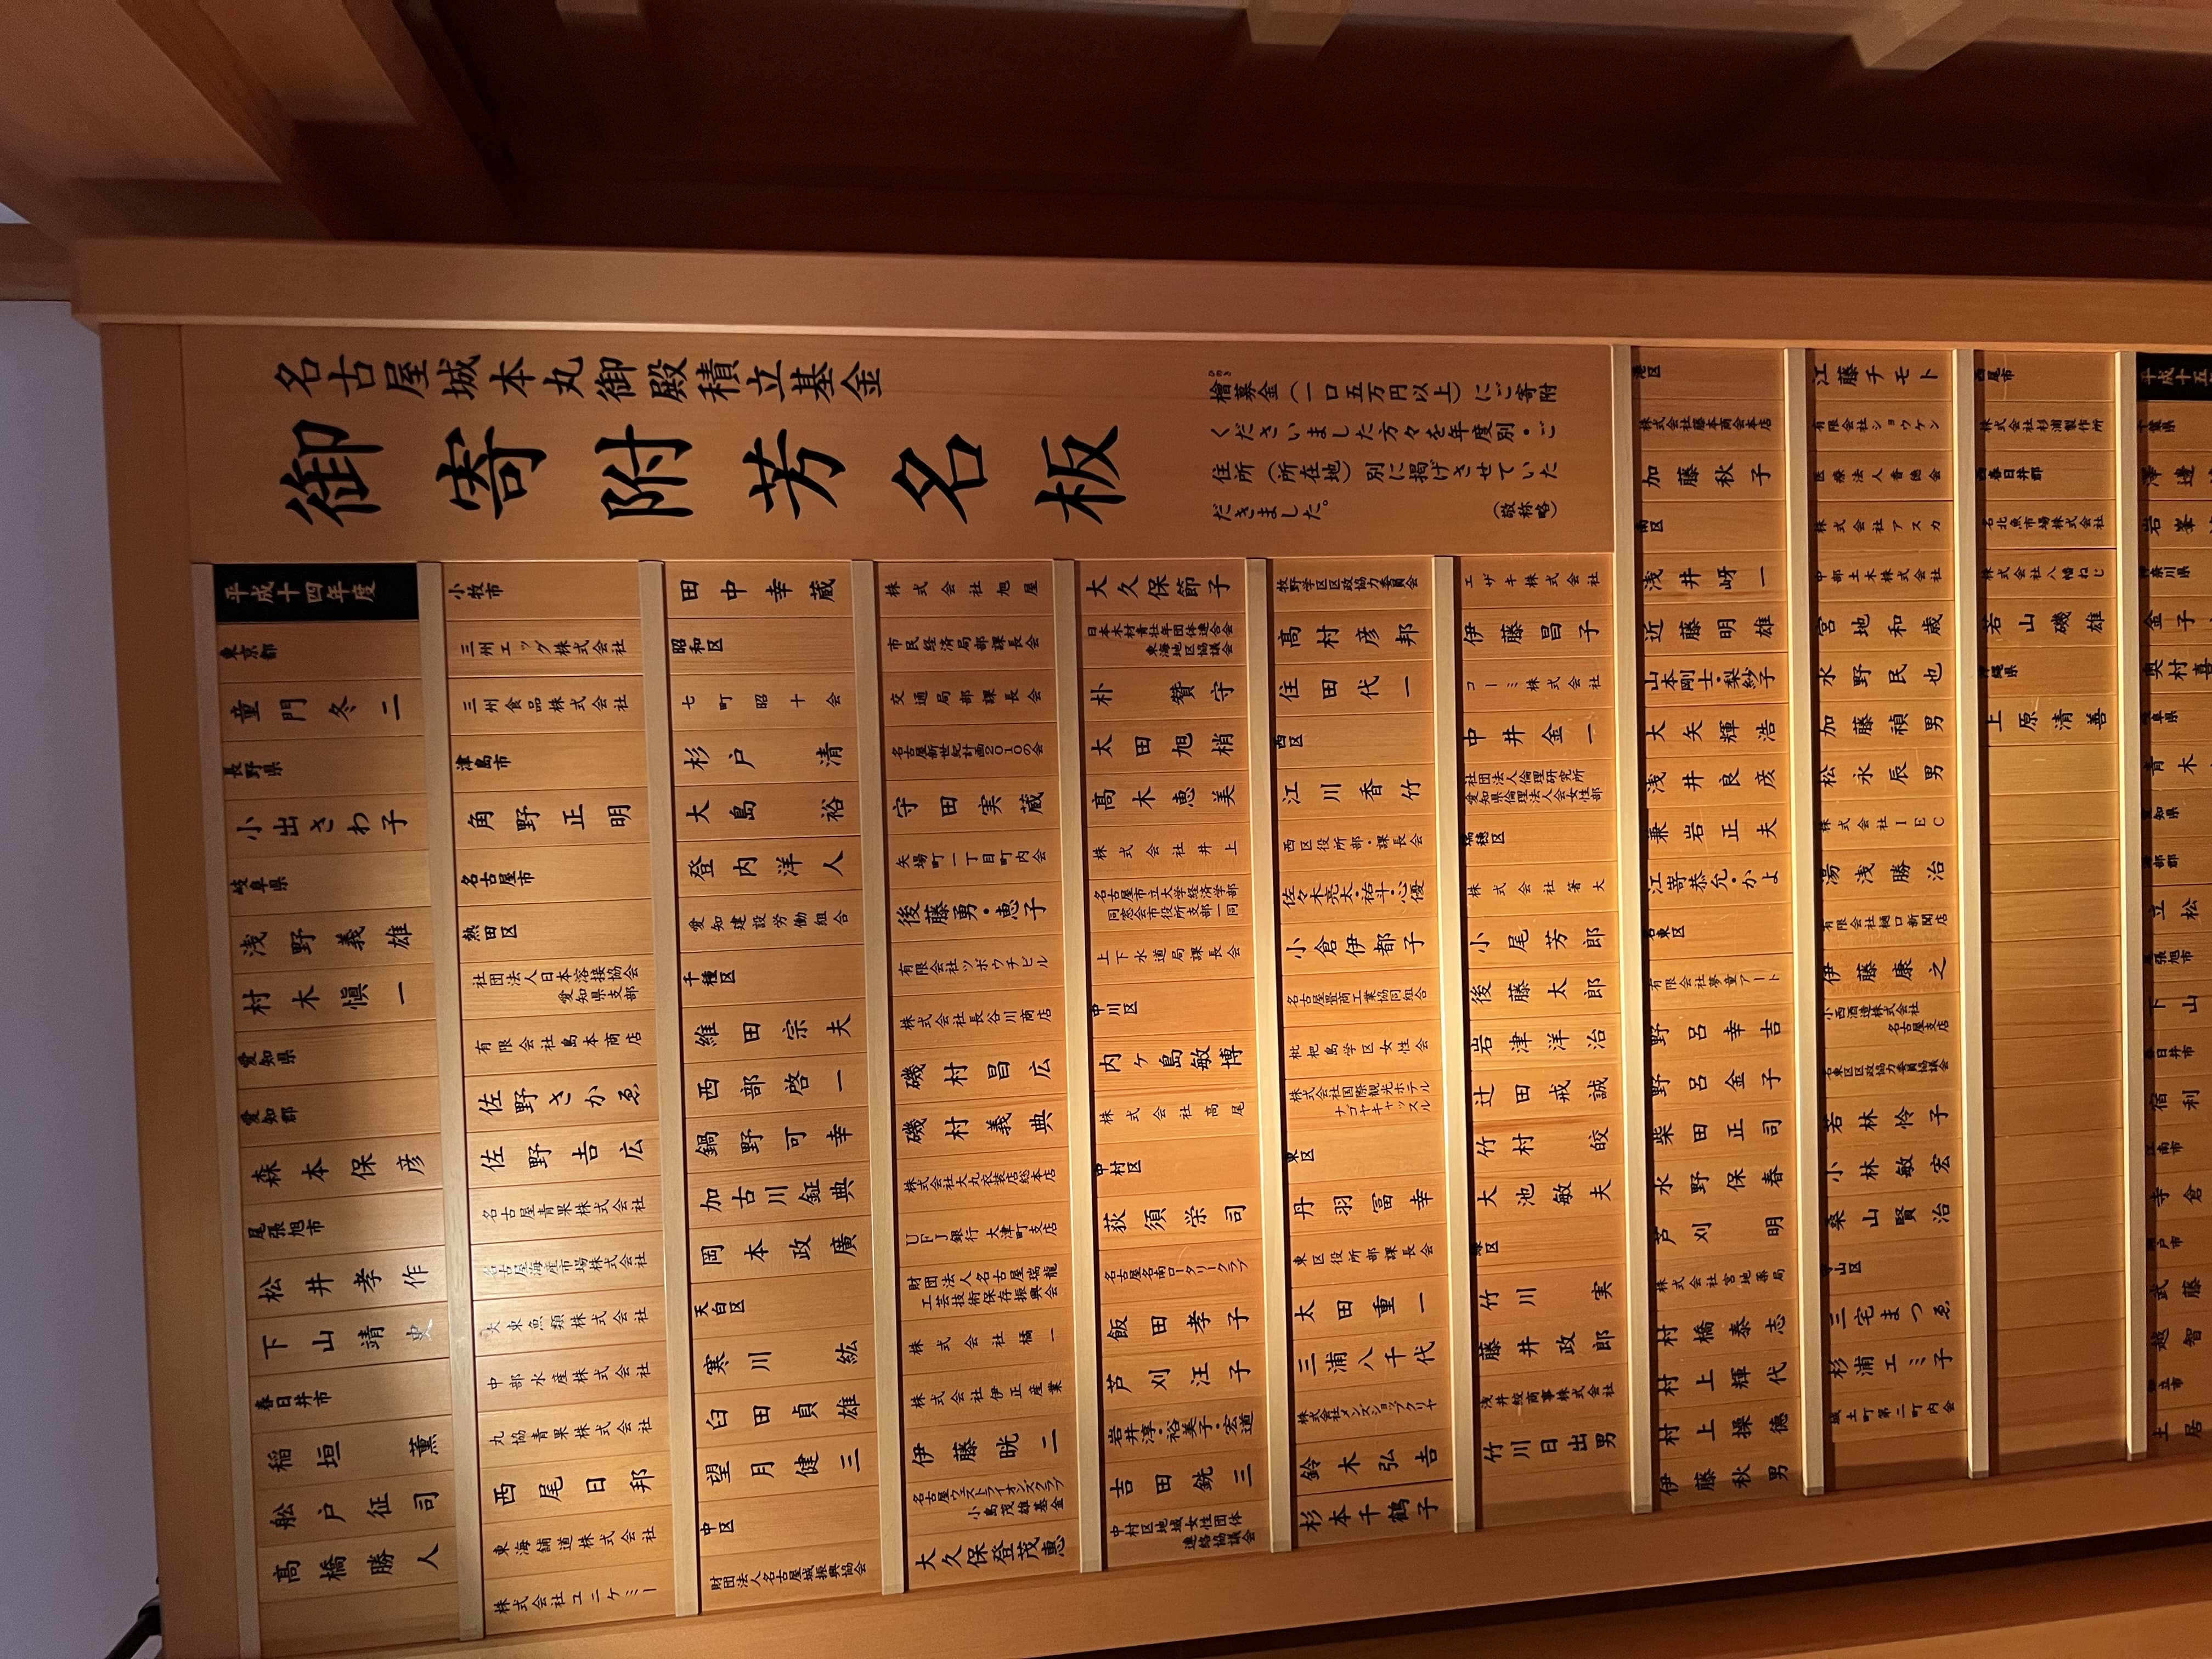 名古屋城本丸御殿積立基金
御寄附芳名板
檜募金（一口五万円以上）にご寄附
ひのき
くださいました方々を年度別・ご
住所（所在地）別に掲げさせていた
だきました。
（敬称略）
平成十四年度
東京都
童門冬二
長野県
小出さわ子
岐阜県
浅野義雄
村木愼一
愛知県
愛知郡
森本保彦
尾張旭市
松井孝作
下山靖史
春日井市
稲垣薫
舩戸征司
髙橋勝人
小牧市
三州エッグ株式会社
三州食品株式会社
津島市
角野正明
名古屋市
熱田区
社団法人日本溶接協会
愛知県支部
有限会社島本商店
佐野さかゑ
佐野𠮷広
名古屋青果株式会社
名古屋海産市場株式会社
大東魚類株式会社
中部水産株式会社
丸協青果株式会社
西尾日邦
東海舗道株式会社
株式会社ユニケミー
田中幸蔵
昭和区
七町昭十会
杉戸清
大島裕
登内洋人
愛知建設労働組合
千種区
維田宗夫
西部啓一
鍋野可幸
加古川鉦典
岡本政廣
天白区
寒川紘
臼田貞雄
望月健三
中区
財団法人名古屋城振興協会
株式会社旭屋
市民経済局部課長会
交通局部課長会
名古屋新世紀計画2010の会
守田実蔵
矢場町一丁目町内会
後藤勇・恵子
有限会社ツボウチビル
株式会社長谷川商店
磯村昌広
磯村義典
株式会社大丸衣装店総本店
UFJ銀行 大津町支店
財団法人名古屋瑞龍
工芸技術保存振興会
株式会社橘一
株式会社伊正産業
伊藤晄二
名古屋ウェストライオンズクラブ
小島茂雄基金
大久保登茂恵
大久保節子
日本木材青壮年団体連合会
東海地区協議会
朴贊守
太田旭梢
髙木恵美
株式会社井上
名古屋市立大学経済学部
同窓会市役所支部一同
上下水道局課長会
中川区
内ヶ島敏博
株式会社高尾
中村区
荻須栄司
名古屋名南ロータリークラブ
飯田孝子
芦刈汪子
岩井淳・裕美子・宏道
吉田銑三
中村区地域女性団体
連絡協議会
牧野学区区政協力委員会
髙村彦邦
住田代一
西区
江川香竹
西区役所部・課長会
佐々木亮太・祐斗・心優
小倉伊都子
名古屋畳商工業協同組合
枇杷島学区女性会
株式会社国際観光ホテル
ナゴヤキャッスル
東区
丹羽冨幸
東区役所部課長会
太田重一
三浦八千代
株式会社メンズショップクリヤ
鈴木弘𠮷
杉本千鶴子
エザキ株式会社
伊藤昌子
コーミ株式会社
中井金一
社団法人倫理研究所
愛知県倫理法人会女性部
瑞穂区
株式会社箸大
小尾芳郎
後藤太郎
岩津洋治
辻田戒誠
竹村皎
大池敏夫
緑区
竹川実
藤井政郎
浅井絞商事株式会社
竹川日出男
港区
株式会社藤本商会本店
加藤秋子
南区
浅井岈一
近藤明雄
山本剛士・梨紗子
大矢輝浩
浅井良彦
兼岩正夫
江嵜恭允・かよ
名東区
有限会社夢童アート
野呂幸吉
野呂金子
柴田正司
水野保春
芦刈明
株式会社宮地薬局
村橋泰志
村上輝代
村上操德
伊藤秋男
江藤チモト
有限会社ショウケン
医療法人香徳会
株式会社アスカ
中部土木株式会社
宮地和歳
水野民也
加藤禎男
松永辰男
株式会社IEC
湯浅勝治
有限会社樋口新聞店
伊藤康之
小西酒造株式会社
名古屋支店
名東区区政協力委員協議会
若林怜子
小林敏宏
桑山賢治
守山区
三宅まつゑ
杉浦エミ子
城土町第二町内会
西尾市
株式会社杉浦製作所
西春日井郡
名北魚市場株式会社
株式会社八幡ねじ
若山磯雄
沖縄県
上原清善
平成十五
千葉県
澤邉
岩峯
神奈川県
金子
奥村喜
岐阜県
青木
愛知県
海部郡
立松
尾張旭市
下山
春日井市
宿利
江南市
寺倉
瀬戸市
武藤
越智
知立市
土居